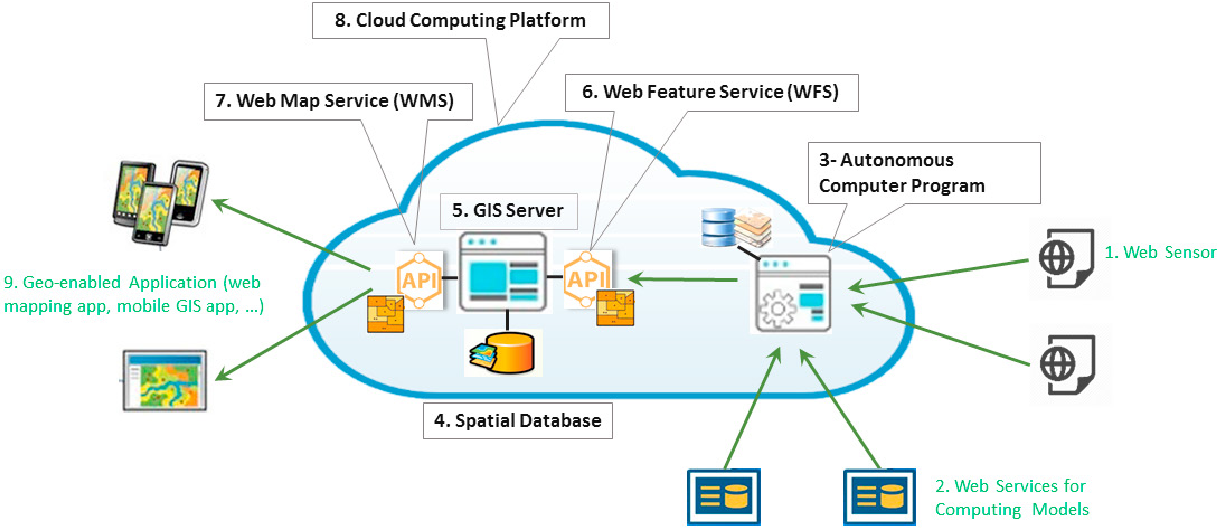 8. Cloud Computing Platform
7. Web Map Service (WMS)
6. Web Feature Service (WFS)
3- Autonomous
Computer Program
5. GIS Server
1. Web Sensor
API
API
9. Geo-enabled Application (web
mapping app, mobile GIS app, ...)
4. Spatial Database
2. Web Services for
Computing Models